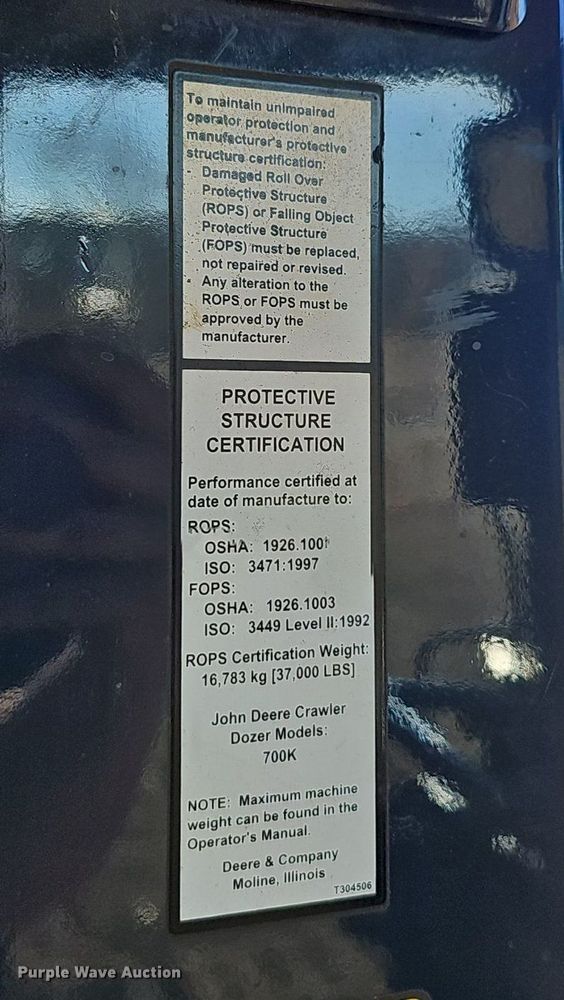 To maintain unimpaired
operator protection and
manufacturer's protective
structure certification:
- Damaged Roll Over
Protective Structure
(ROPS) or Falling Object
Protective Structure
(FOPS) must be replaced,
not repaired or revised.
- Any alteration to the
ROPS or FOPS must be
approved by the
manufacturer.
PROTECTIVE
STRUCTURE
CERTIFICATION
Performance certified at
date of manufacture to:
ROPS:
OSHA: 1926.1001
ISO: 3471:1997
FOPS:
OSHA: 1926.1003
ISO: 3449 Level II:1992
ROPS Certification Weight:
16,783 kg [37,000 LBS]
John Deere Crawler
Dozer Models:
700K
NOTE: Maximum machine
weight can be found in the
Operator's Manual.
Deere & Company
Moline, Illinois
T304506
Purple Wave Auction